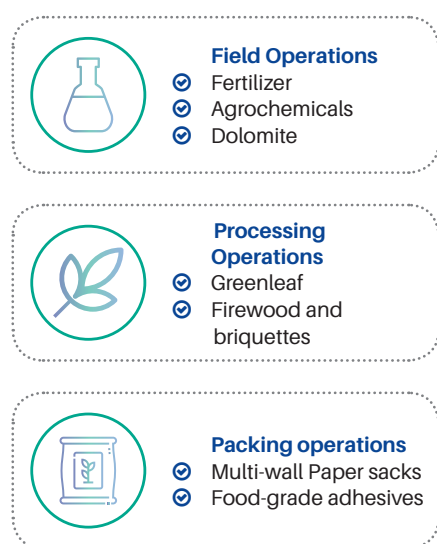 Field Operations
Fertilizer
Agrochemicals
Dolomite
Processing
Operations
Greenleaf
Firewood and
briquettes
Packing operations
Multi-wall Paper sacks
Food-grade adhesives